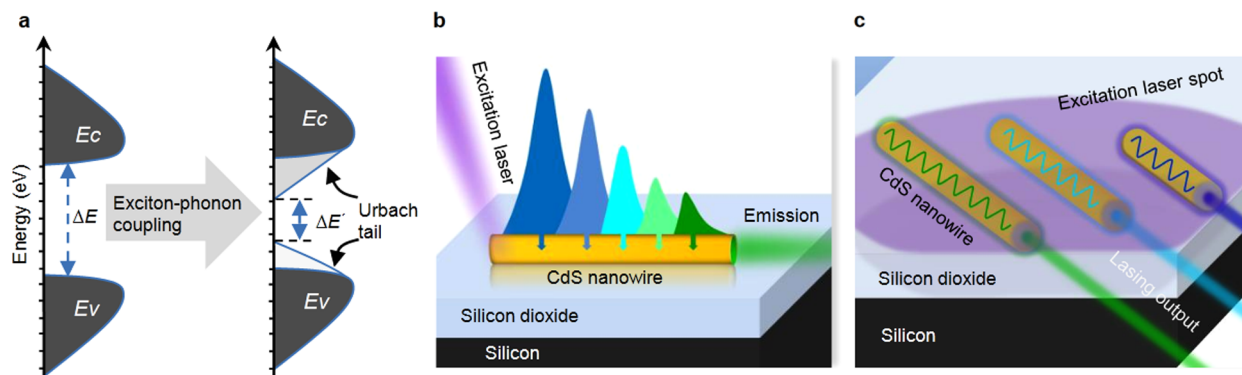 a
Energy (eV)
Ec
Ev
ΔE
Exciton-phonon
coupling
Ec
Ev
ΔE´
Urbach
tail
b
Excitation laser
Emission
CdS nanowire
Silicon dioxide
Silicon
c
Excitation laser spot
CdS nanowire
Lasing output
Silicon dioxide
Silicon